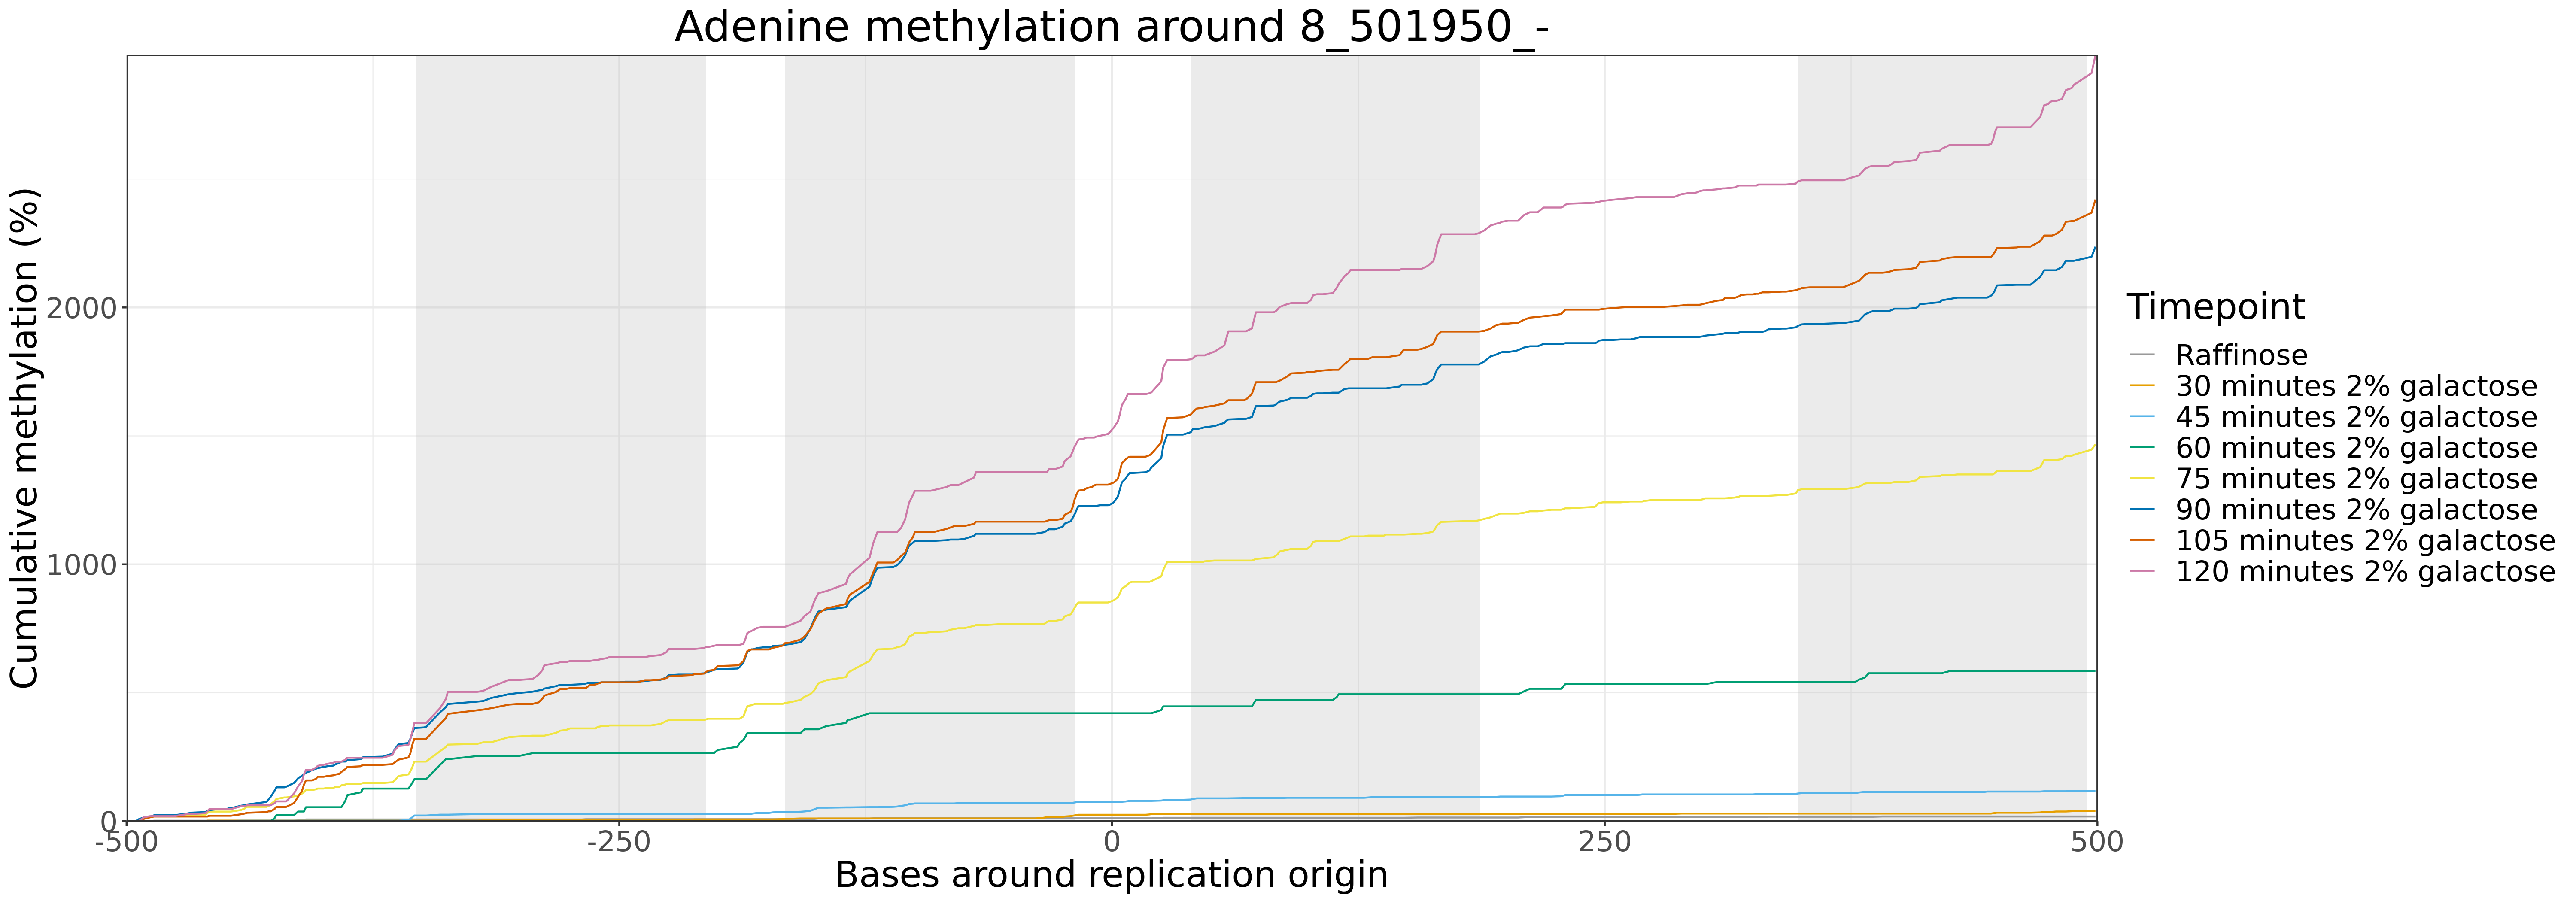 Adenine methylation around 8_501950_-
Cumulative methylation (%)
2000
1000
0
-500
-250
0
250
500
Bases around replication origin
Timepoint
Raffinose
30 minutes 2% galactose
45 minutes 2% galactose
60 minutes 2% galactose
75 minutes 2% galactose
90 minutes 2% galactose
105 minutes 2% galactose
120 minutes 2% galactose